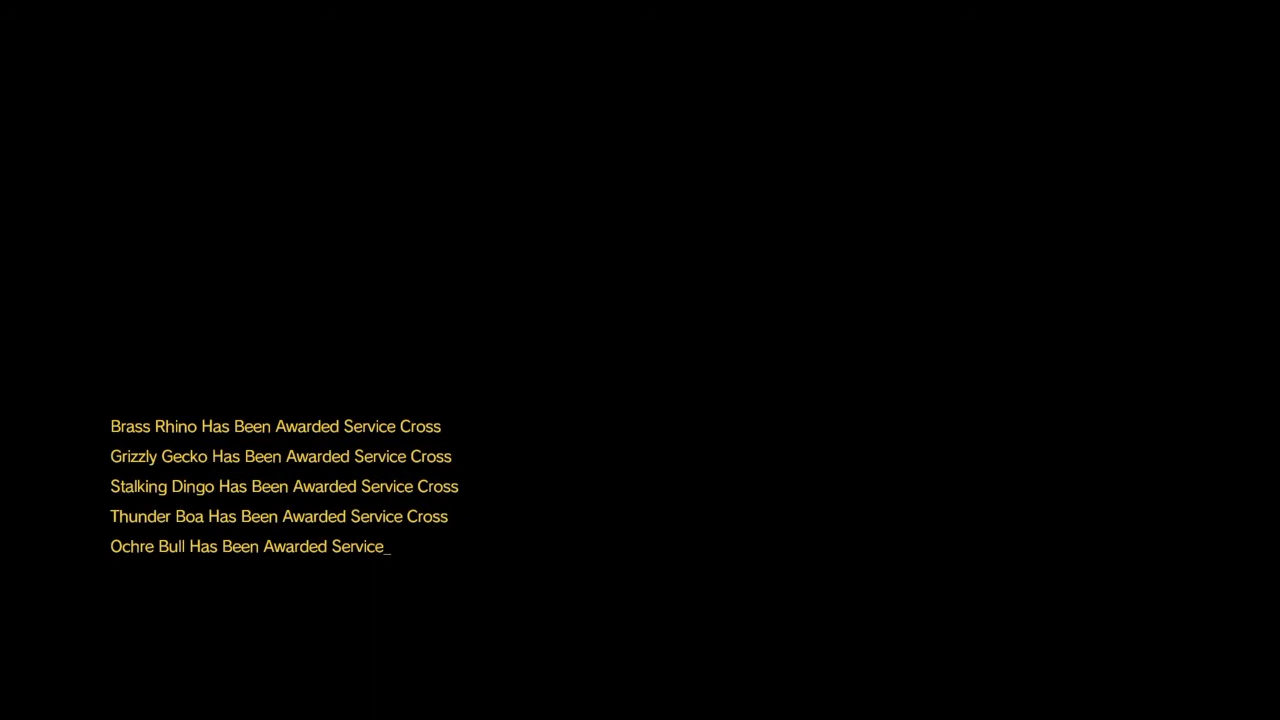 Brass Rhino Has Been Awarded Service Cross
Grizzly Gecko Has Been Awarded Service Cross
Stalking Dingo Has Been Awarded Service Cross
Thunder Boa Has Been Awarded Service Cross
Ochre Bull Has Been Awarded Service_